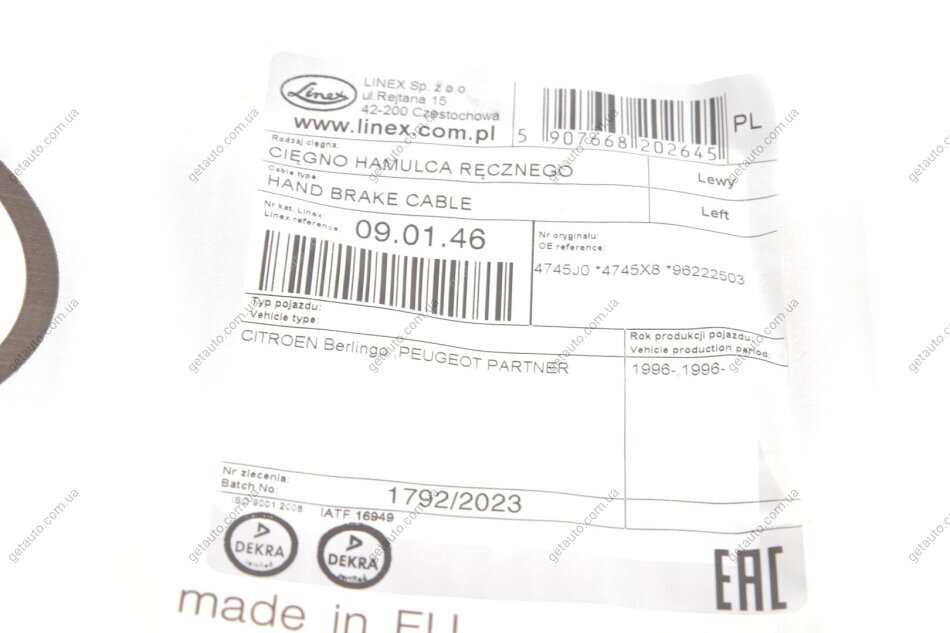 Linex
LINEX Sp. z o.o.
ul.Rejtana 15
42-200 Częstochowa
www.linex.com.pl
5 907668 202645
PL
Rodzaj cięgna:
CIĘGNO HAMULCA RĘCZNEGO
Lewy
Cable type:
HAND BRAKE CABLE
Left
Nr kat. Linex:
Linex reference
09.01.46
Nr oryginału:
OE reference:
4745J0 *4745X8 *96222503
Typ pojazdu:
Vehicle type:
CITROEN Berlingo ,PEUGEOT PARTNER
Rok produkcji pojazdu:
Vehicle production period:
1996-,1996-
Nr zlecenia:
Batch No:
1792/2023
ISO 9001:2008
IATF 16949
DEKRA
DEKRA
EAC
made in EU
getauto.com.ua